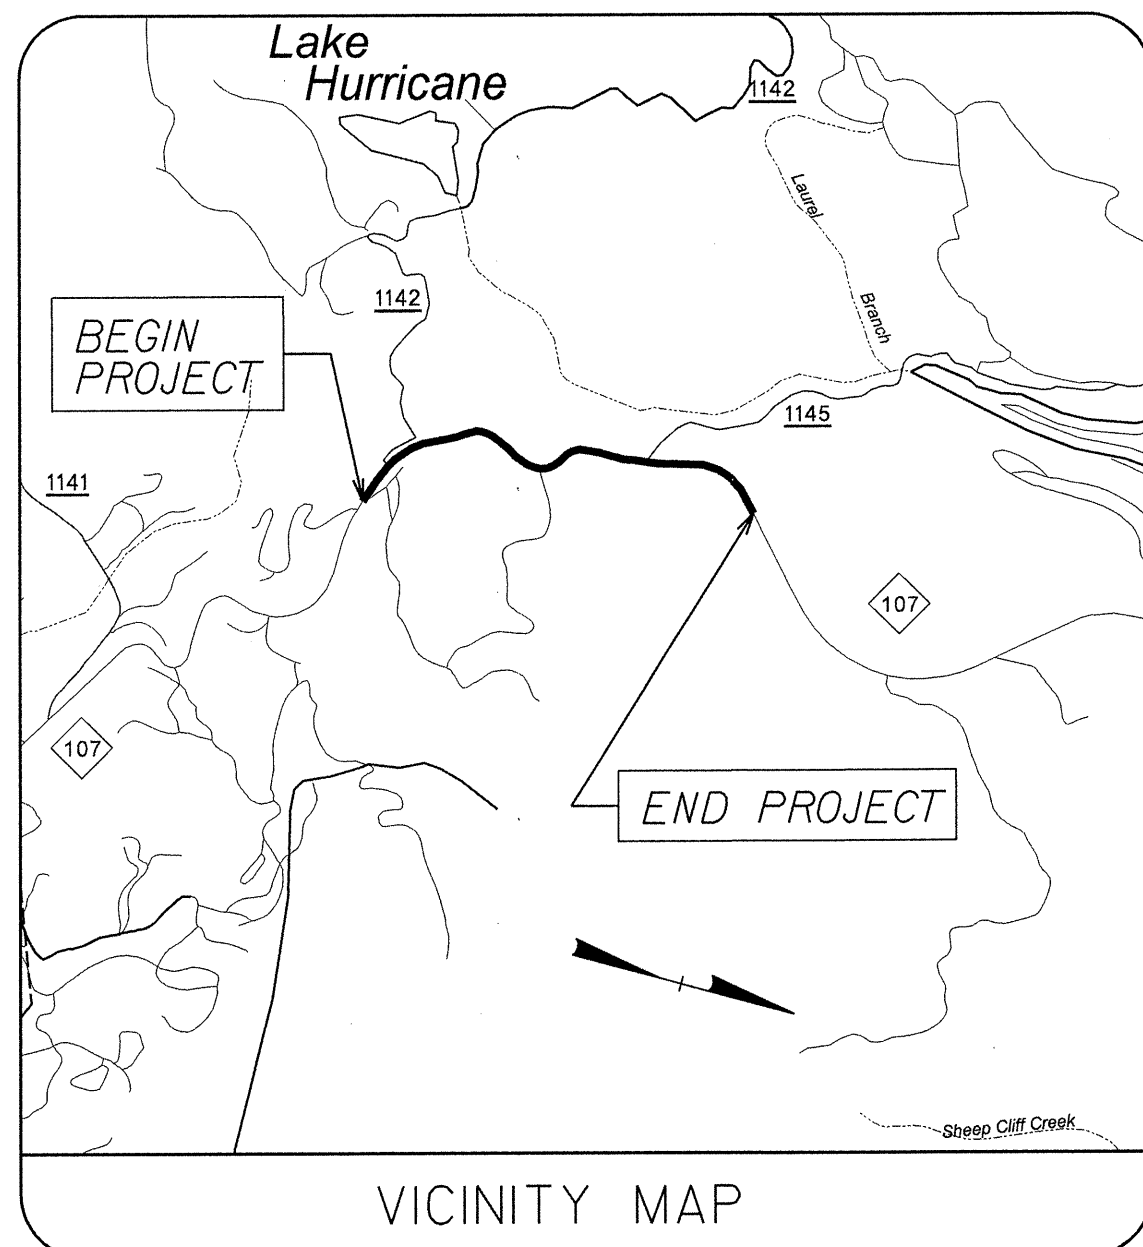 Lake
Hurricane
1142
Laurel
Branch
1142
BEGIN
PROJECT
1145
1141
107
107
END PROJECT
Sheep Cliff Creek
VICINITY MAP